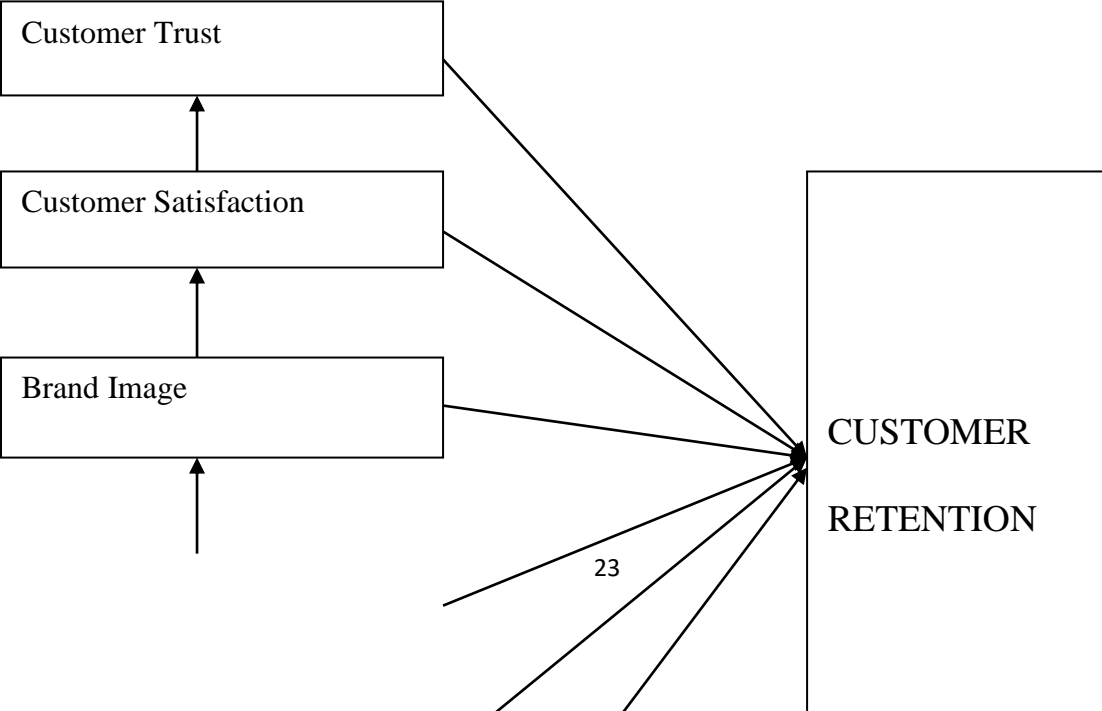 Customer Trust
Customer Satisfaction
Brand Image
CUSTOMER
RETENTION
23